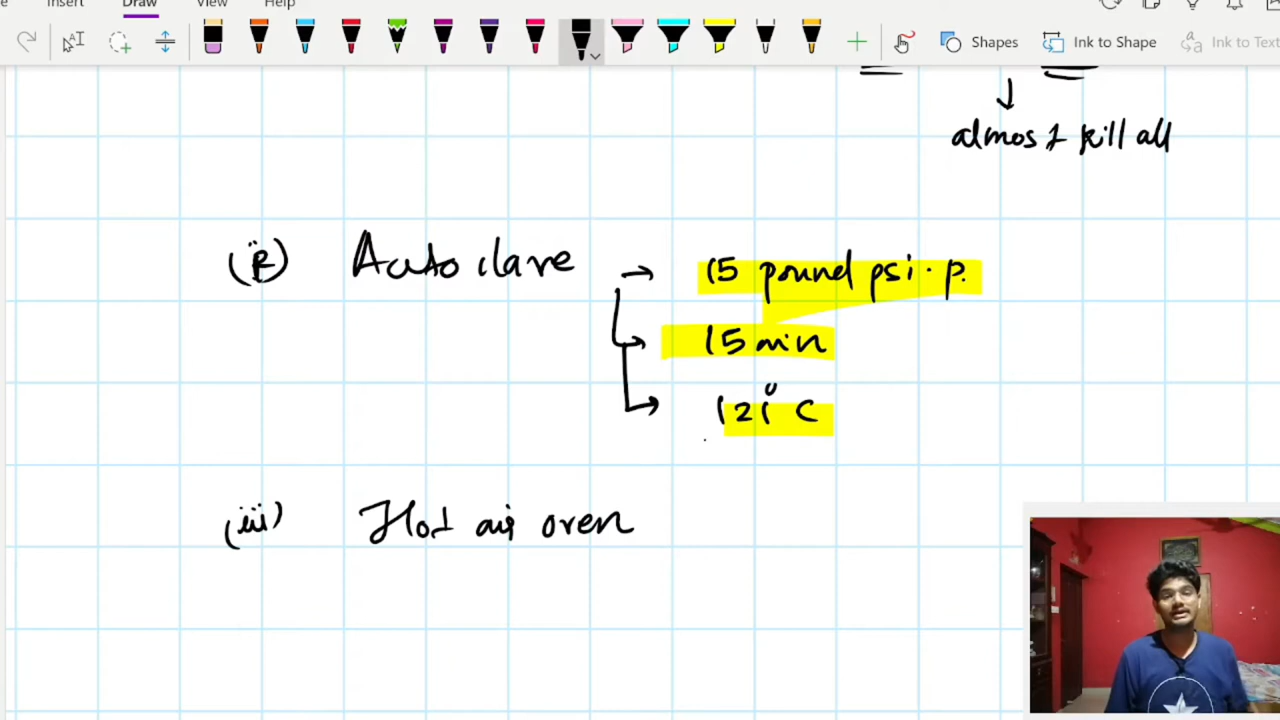 Insert Draw View Help
Shapes Ink to Shape Ink to Text
almost kill all
(ii) Autoclave → 15 pound psi. p.
→ 15 min
→ 121° C
(iii) Hot air oven